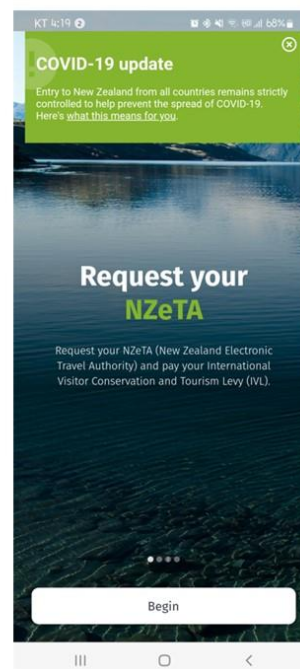 KT 4:19 2
68%
COVID-19 update
Entry to New Zealand from all countries remains strictly
controlled to help prevent the spread of COVID-19.
Here's what this means for you.
Request your
NZeTA
Request your NZeTA (New Zealand Electronic
Travel Authority) and pay your International
Visitor Conservation and Tourism Levy (IVL).
Begin